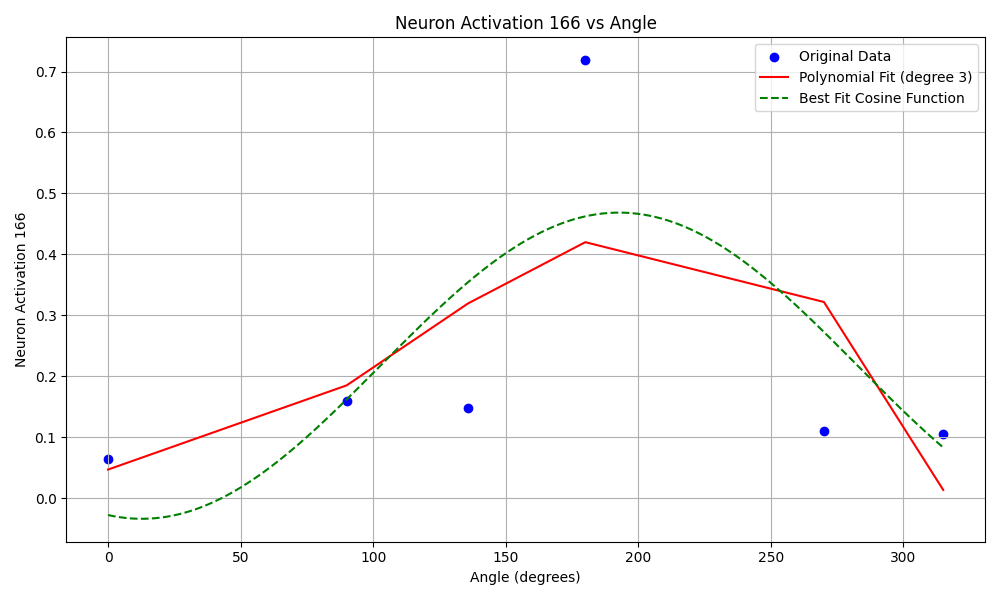 Neuron Activation 166 vs Angle
Original Data
Polynomial Fit (degree 3)
Best Fit Cosine Function
Neuron Activation 166
0.7
0.6
0.5
0.4
0.3
0.2
0.1
0.0
0 50 100 150 200 250 300
Angle (degrees)